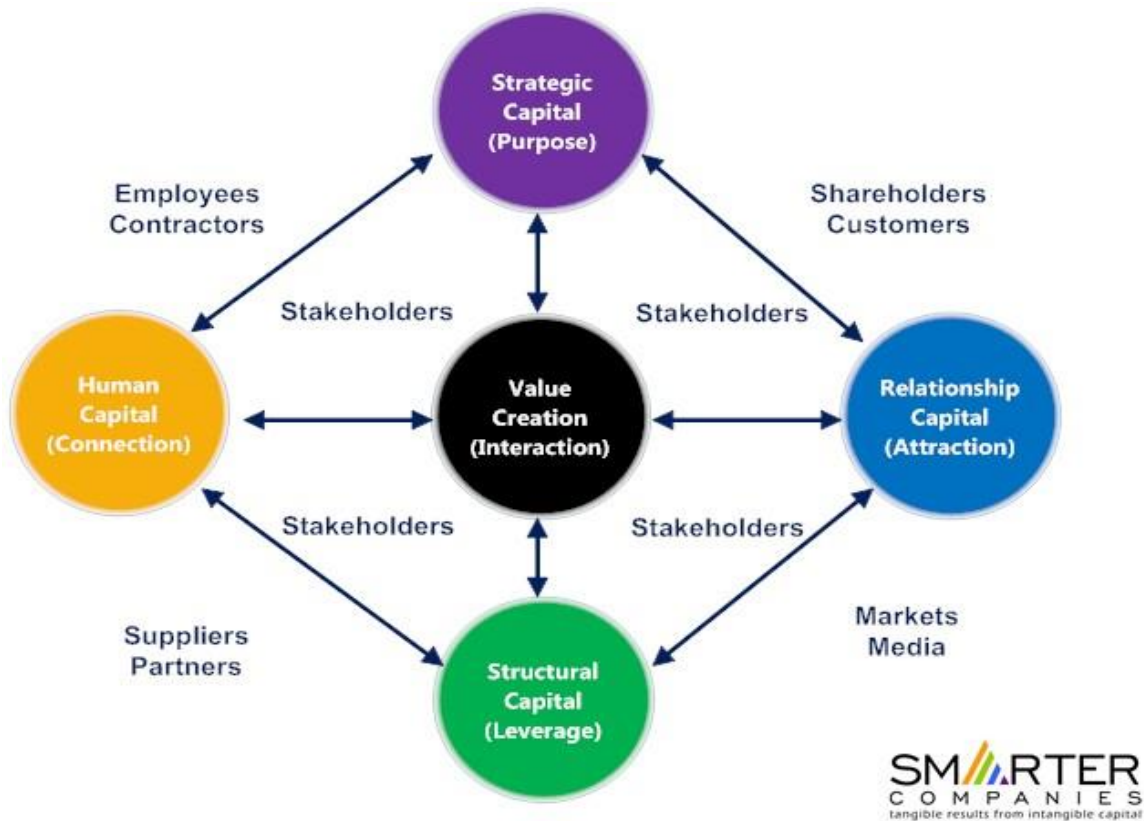 Strategic
Capital
(Purpose)
Employees
Contractors
Shareholders
Customers
Stakeholders
Stakeholders
Human
Capital
(Connection)
Value
Creation
(Interaction)
Relationship
Capital
(Attraction)
Stakeholders
Stakeholders
Suppliers
Partners
Markets
Media
Structural
Capital
(Leverage)
SMARTER
COMPANIES
tangible results from intangible capital